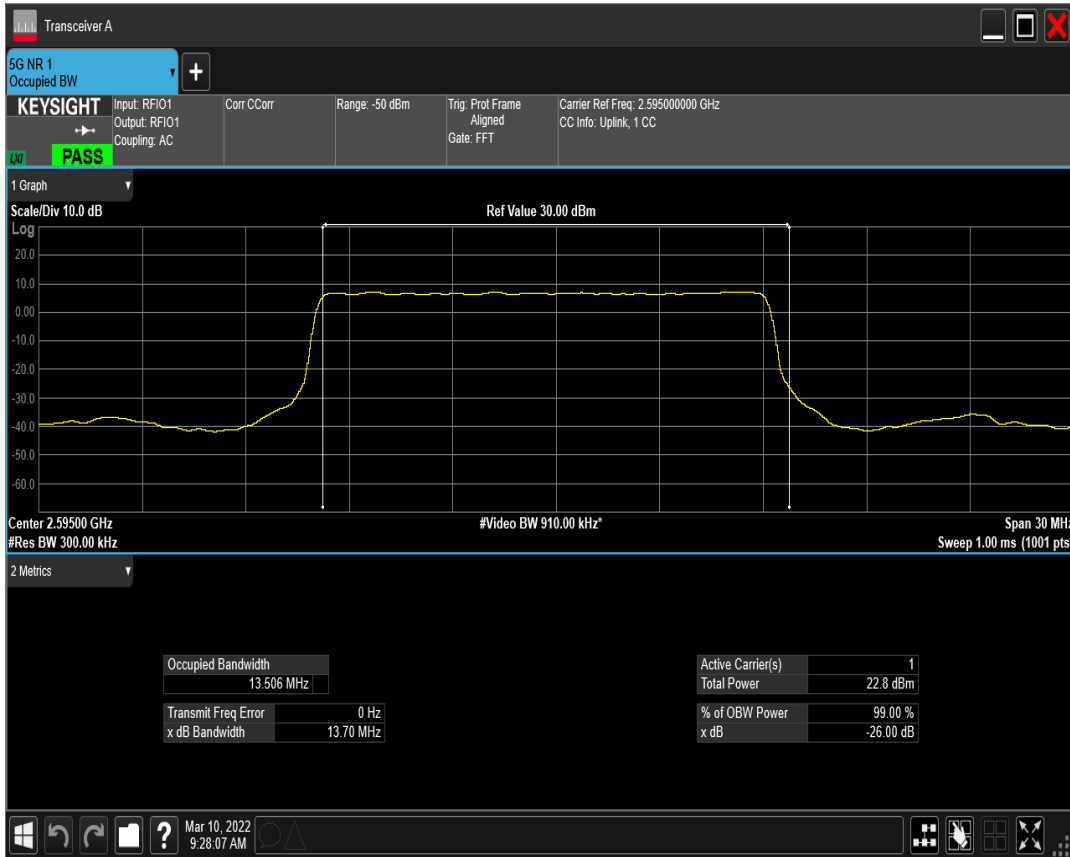 Transceiver A
5G NR 1
Occupied BW
KEYSIGHT
LXI
PASS
Input: RFIO1
Output: RFIO1
Coupling: AC
Corr CCorr
Range: -50 dBm
Trig: Prot Frame
Aligned
Gate: FFT
Carrier Ref Freq: 2.595000000 GHz
CC Info: Uplink, 1 CC
1 Graph
Scale/Div 10.0 dB
Ref Value 30.00 dBm
Log
20.0
10.0
0.00
-10.0
-20.0
-30.0
-40.0
-50.0
-60.0
Center 2.59500 GHz
#Video BW 910.00 kHz*
Span 30 MHz
#Res BW 300.00 kHz
Sweep 1.00 ms (1001 pts
2 Metrics
Occupied Bandwidth
13.506 MHz
Transmit Freq Error 0 Hz
x dB Bandwidth 13.70 MHz
Active Carrier(s) 1
Total Power 22.8 dBm
% of OBW Power 99.00 %
x dB -26.00 dB
?
Mar 10, 2022
9:28:07 AM